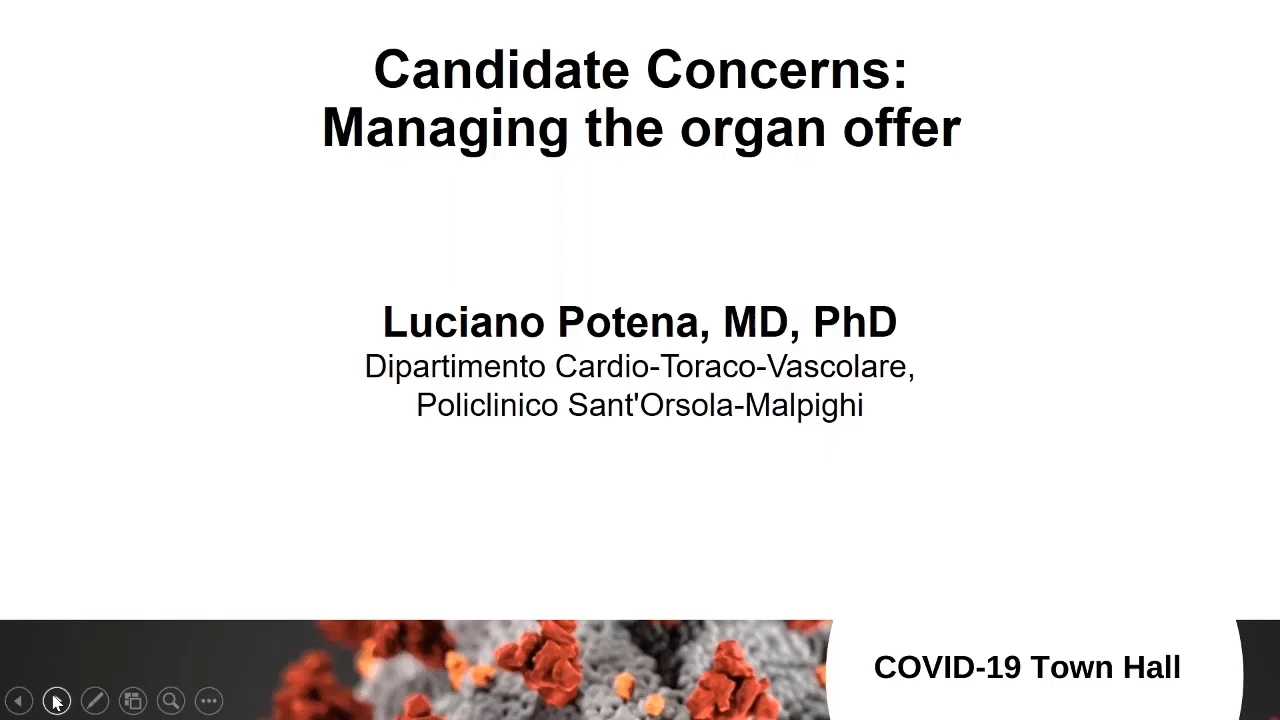 Candidate Concerns:
Managing the organ offer
Luciano Potena, MD, PhD
Dipartimento Cardio-Toraco-Vascolare,
Policlinico Sant'Orsola-Malpighi
COVID-19 Town Hall